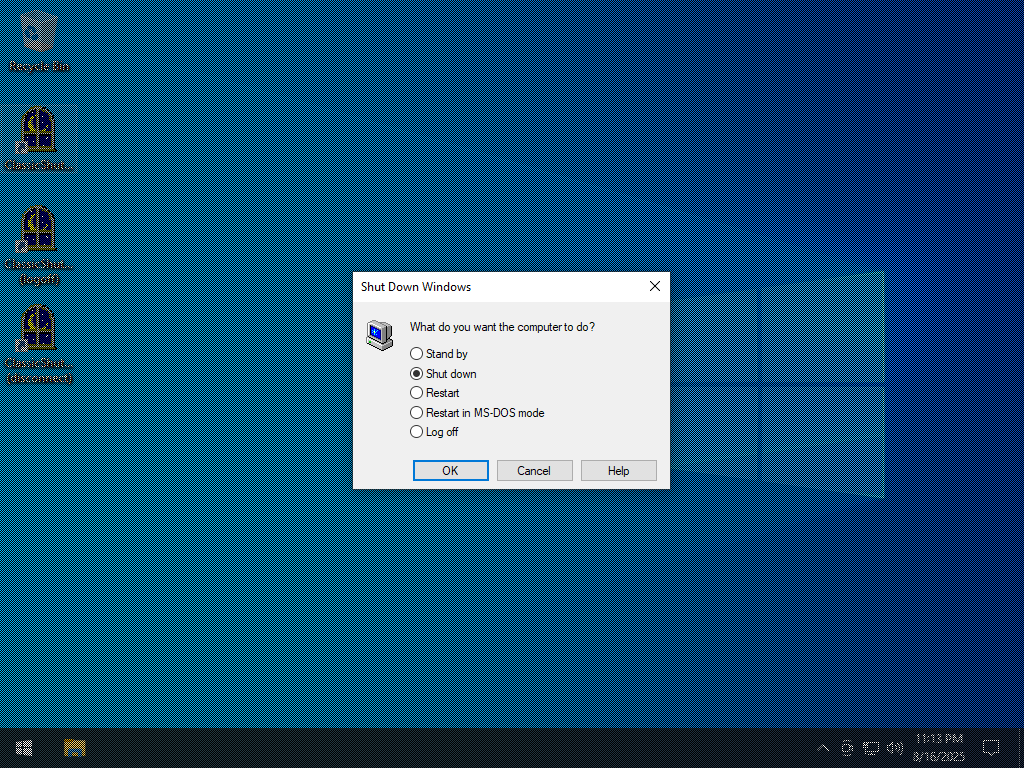 Recycle Bin
ClassicShut...
ClassicShut...
(logoff)
ClassicShut...
(disconnect)
Shut Down Windows
What do you want the computer to do?
Stand by
Shut down
Restart
Restart in MS-DOS mode
Log off
OK
Cancel
Help
11:13 PM
8/16/2025